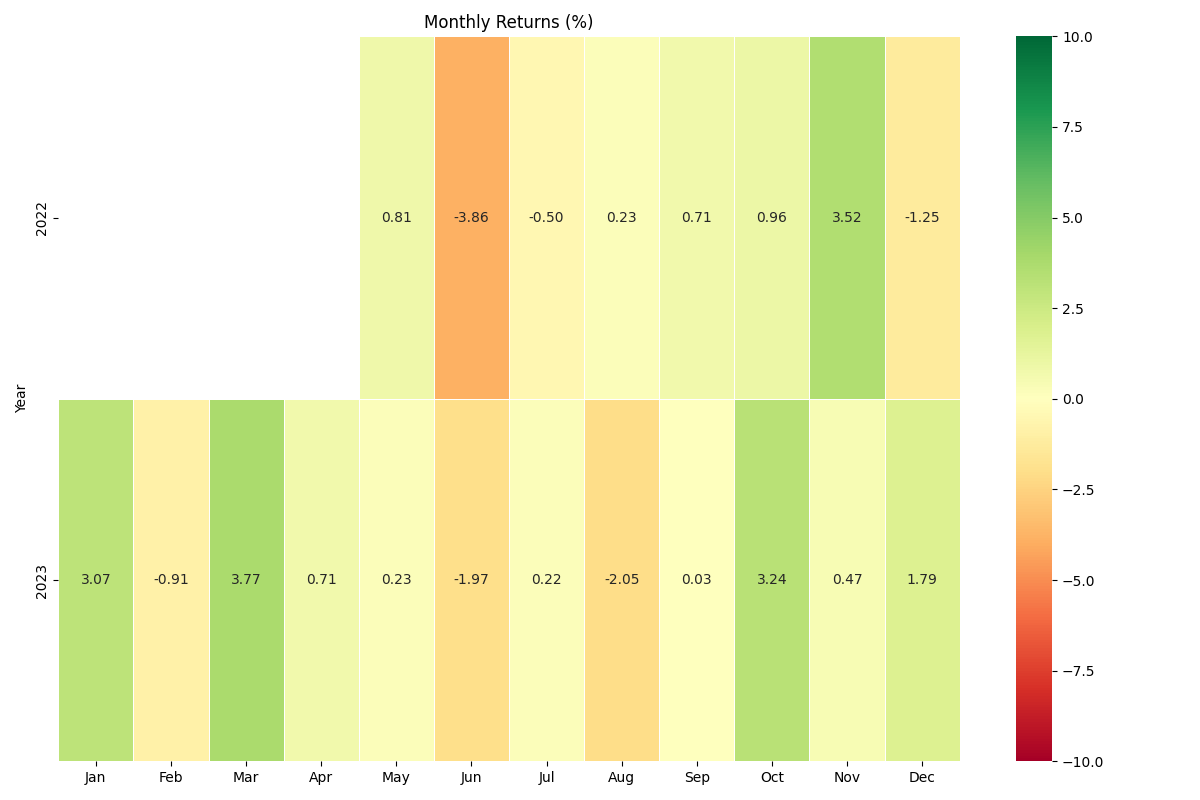 Monthly Returns (%)
Year
2022
0.81 -3.86 -0.50 0.23 0.71 0.96 3.52 -1.25
2023
3.07 -0.91 3.77 0.71 0.23 -1.97 0.22 -2.05 0.03 3.24 0.47 1.79
Jan Feb Mar Apr May Jun Jul Aug Sep Oct Nov Dec
10.0
7.5
5.0
2.5
0.0
−2.5
−5.0
−7.5
−10.0